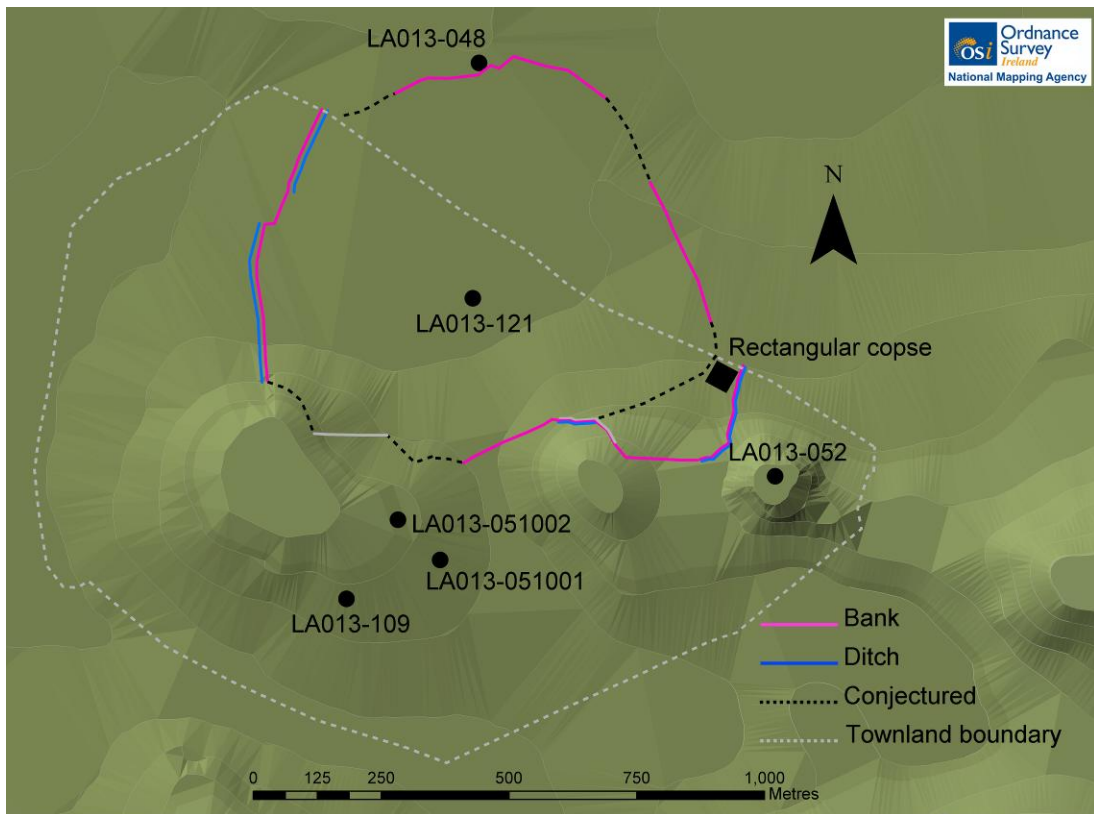 LA013-048
OSi
Ordnance
Survey
Ireland
National Mapping Agency
N
LA013-121
Rectangular copse
LA013-052
LA013-051002
LA013-051001
LA013-109
Bank
Ditch
Conjectured
Townland boundary
0 125 250 500 750 1,000
Metres